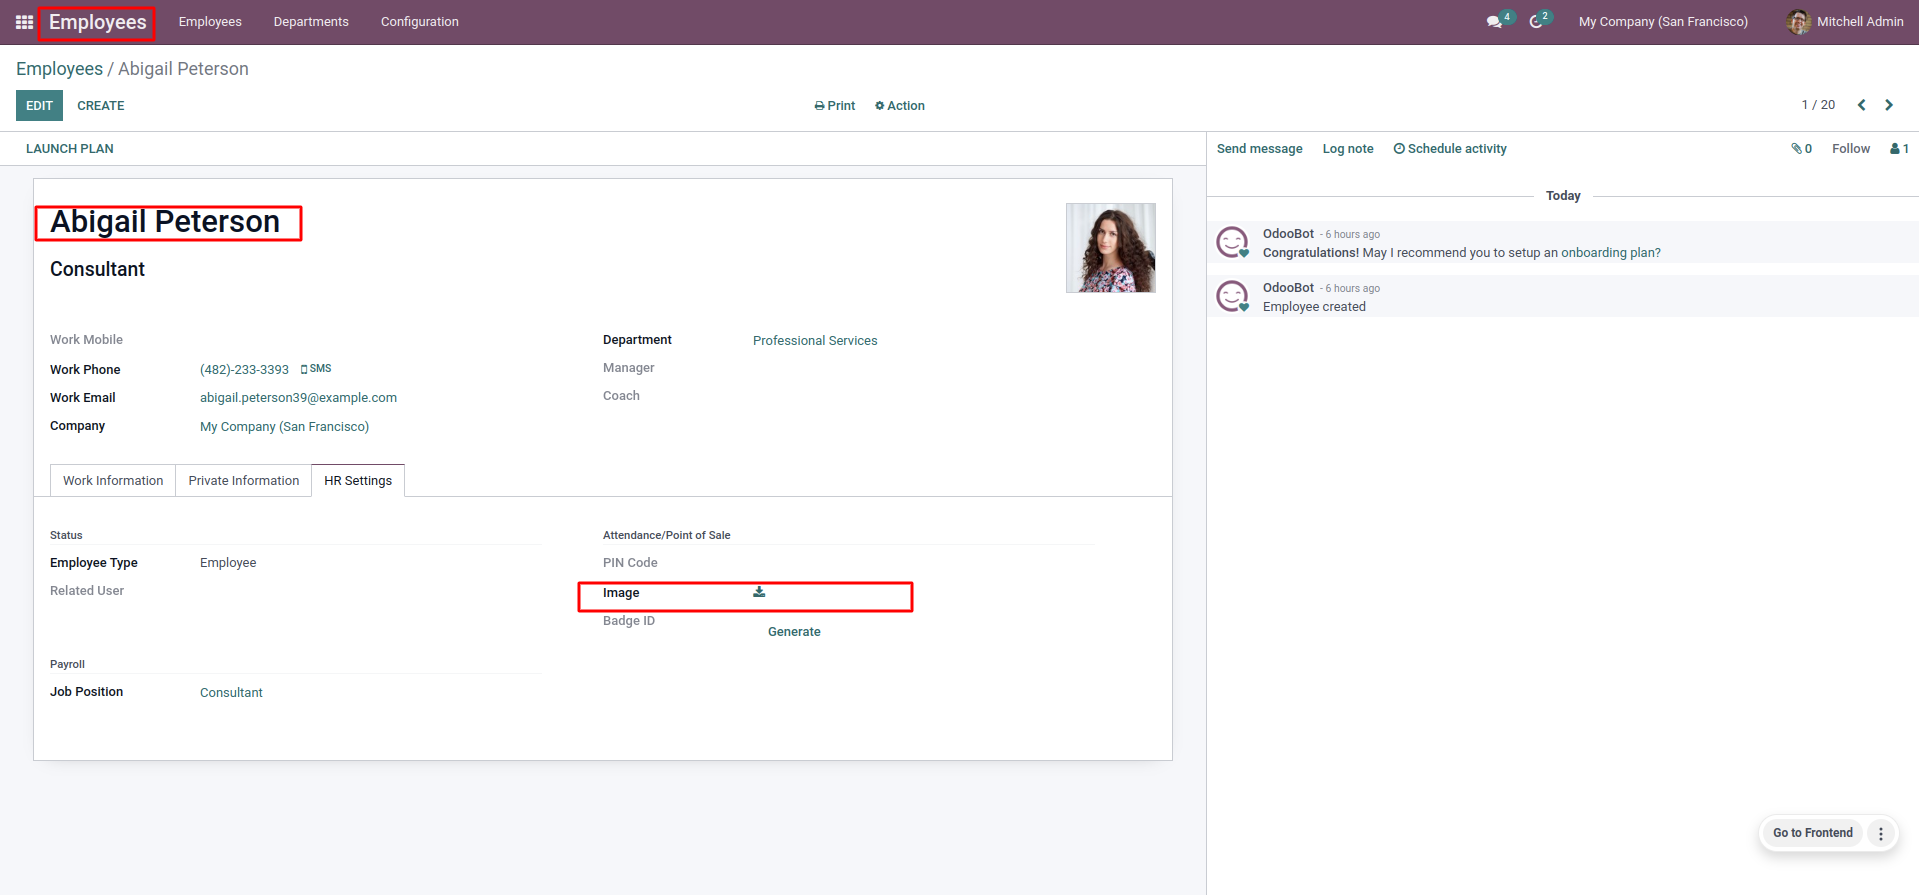 Employees Employees Departments Configuration 4 2 My Company (San Francisco) Mitchell Admin
Employees / Abigail Peterson
EDIT CREATE Print Action 1 / 20
LAUNCH PLAN
Abigail Peterson
Consultant
Work Mobile
Work Phone (482)-233-3393 SMS
Work Email abigail.peterson39@example.com
Company My Company (San Francisco)
Department Professional Services
Manager
Coach
Work Information Private Information HR Settings
Status
Employee Type Employee
Related User
Attendance/Point of Sale
PIN Code
Image
Badge ID
Generate
Payroll
Job Position Consultant
Send message Log note Schedule activity 0 Follow 1
Today
OdooBot - 6 hours ago
Congratulations! May I recommend you to setup an onboarding plan?
OdooBot - 6 hours ago
Employee created
Go to Frontend